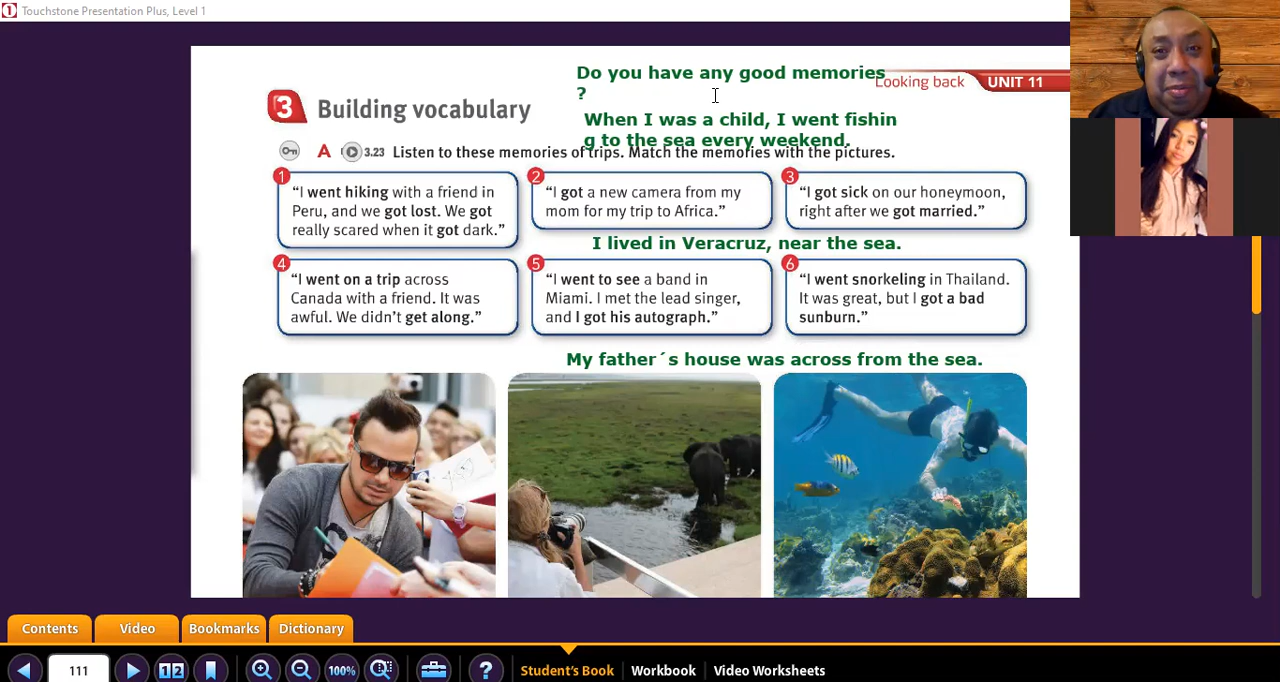 Touchstone Presentation Plus, Level 1
Do you have any good memories
?
Looking back UNIT 11
3 Building vocabulary
When I was a child, I went fishin
g to the sea every weekend.
A 3.23 Listen to these memories of trips. Match the memories with the pictures.
1
“I went hiking with a friend in
Peru, and we got lost. We got
really scared when it got dark.”
2
“I got a new camera from my
mom for my trip to Africa.”
3
“I got sick on our honeymoon,
right after we got married.”
I lived in Veracruz, near the sea.
4
“I went on a trip across
Canada with a friend. It was
awful. We didn’t get along.”
5
“I went to see a band in
Miami. I met the lead singer,
and I got his autograph.”
6
“I went snorkeling in Thailand.
It was great, but I got a bad
sunburn.”
My father´s house was across from the sea.
Contents Video Bookmarks Dictionary
111 1 2 100% ? Student's Book Workbook Video Worksheets